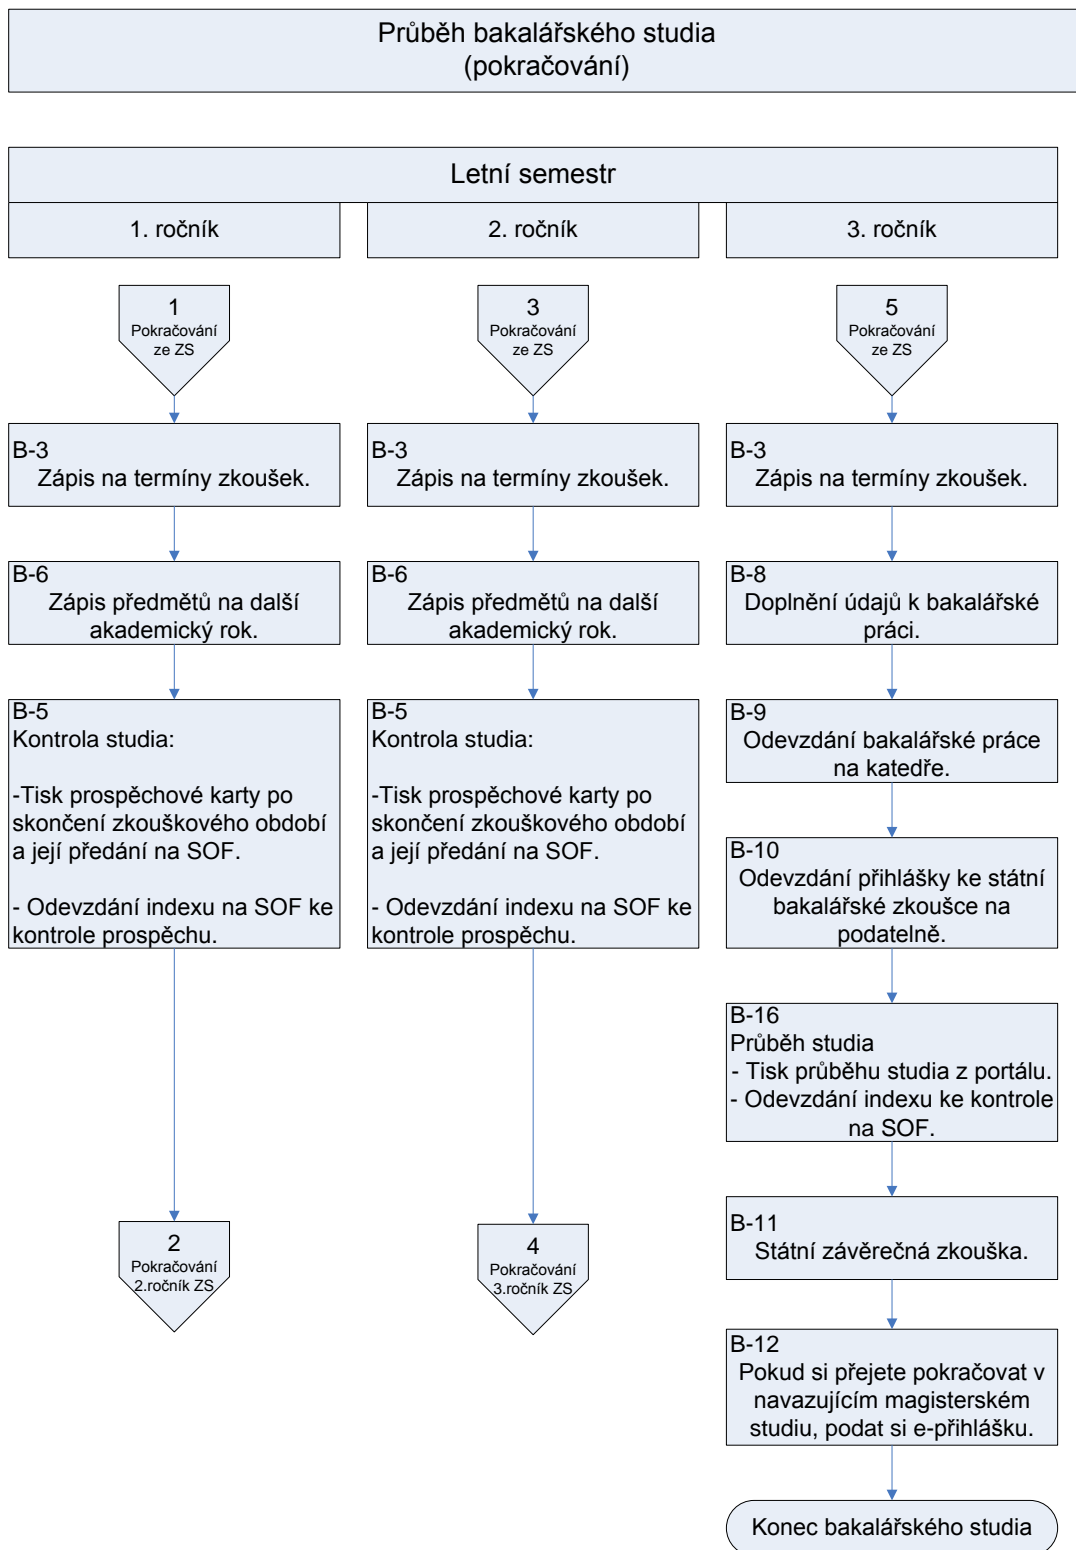 Průběh bakalářského studia
(pokračování)
Letní semestr
1. ročník
2. ročník
3. ročník
1
Pokračování
ze ZS
B-3
Zápis na termíny zkoušek.
B-6
Zápis předmětů na další
akademický rok.
B-5
Kontrola studia:
-Tisk prospěchové karty po
skončení zkouškového období
a její předání na SOF.
- Odevzdání indexu na SOF ke
kontrole prospěchu.
2
Pokračování
2.ročník ZS
3
Pokračování
ze ZS
B-3
Zápis na termíny zkoušek.
B-6
Zápis předmětů na další
akademický rok.
B-5
Kontrola studia:
-Tisk prospěchové karty po
skončení zkouškového období
a její předání na SOF.
- Odevzdání indexu na SOF ke
kontrole prospěchu.
4
Pokračování
3.ročník ZS
5
Pokračování
ze ZS
B-3
Zápis na termíny zkoušek.
B-8
Doplnění údajů k bakalářské
práci.
B-9
Odevzdání bakalářské práce
na katedře.
B-10
Odevzdání přihlášky ke státní
bakalářské zkoušce na
podatelně.
B-16
Průběh studia
- Tisk průběhu studia z portálu.
- Odevzdání indexu ke kontrole
na SOF.
B-11
Státní závěrečná zkouška.
B-12
Pokud si přejete pokračovat v
navazujícím magisterském
studiu, podat si e-přihlášku.
Konec bakalářského studia